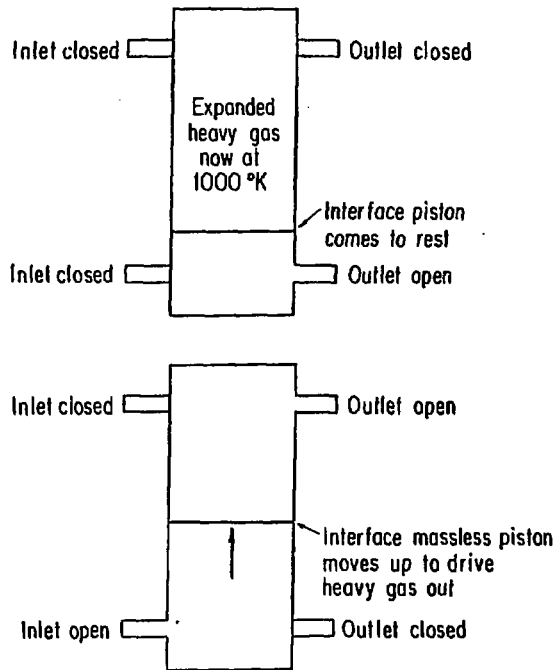 Inlet closed
Outlet closed
Expanded
heavy gas
now at
1000 °K
Interface piston
comes to rest
Inlet closed
Outlet open
Inlet closed
Outlet open
Interface massless piston
moves up to drive
heavy gas out
Inlet open
Outlet closed